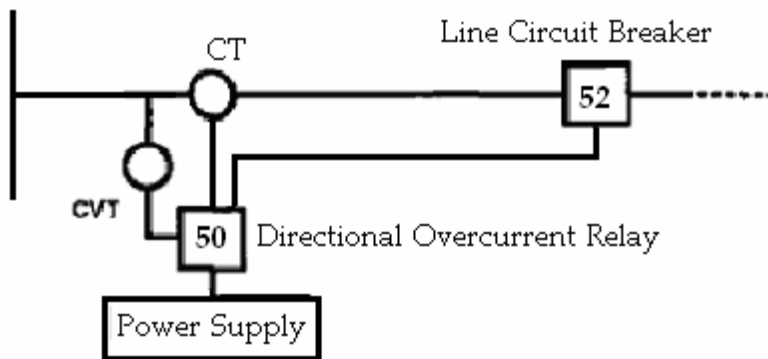 Line Circuit Breaker
CT
52
CVT
50
Directional Overcurrent Relay
Power Supply